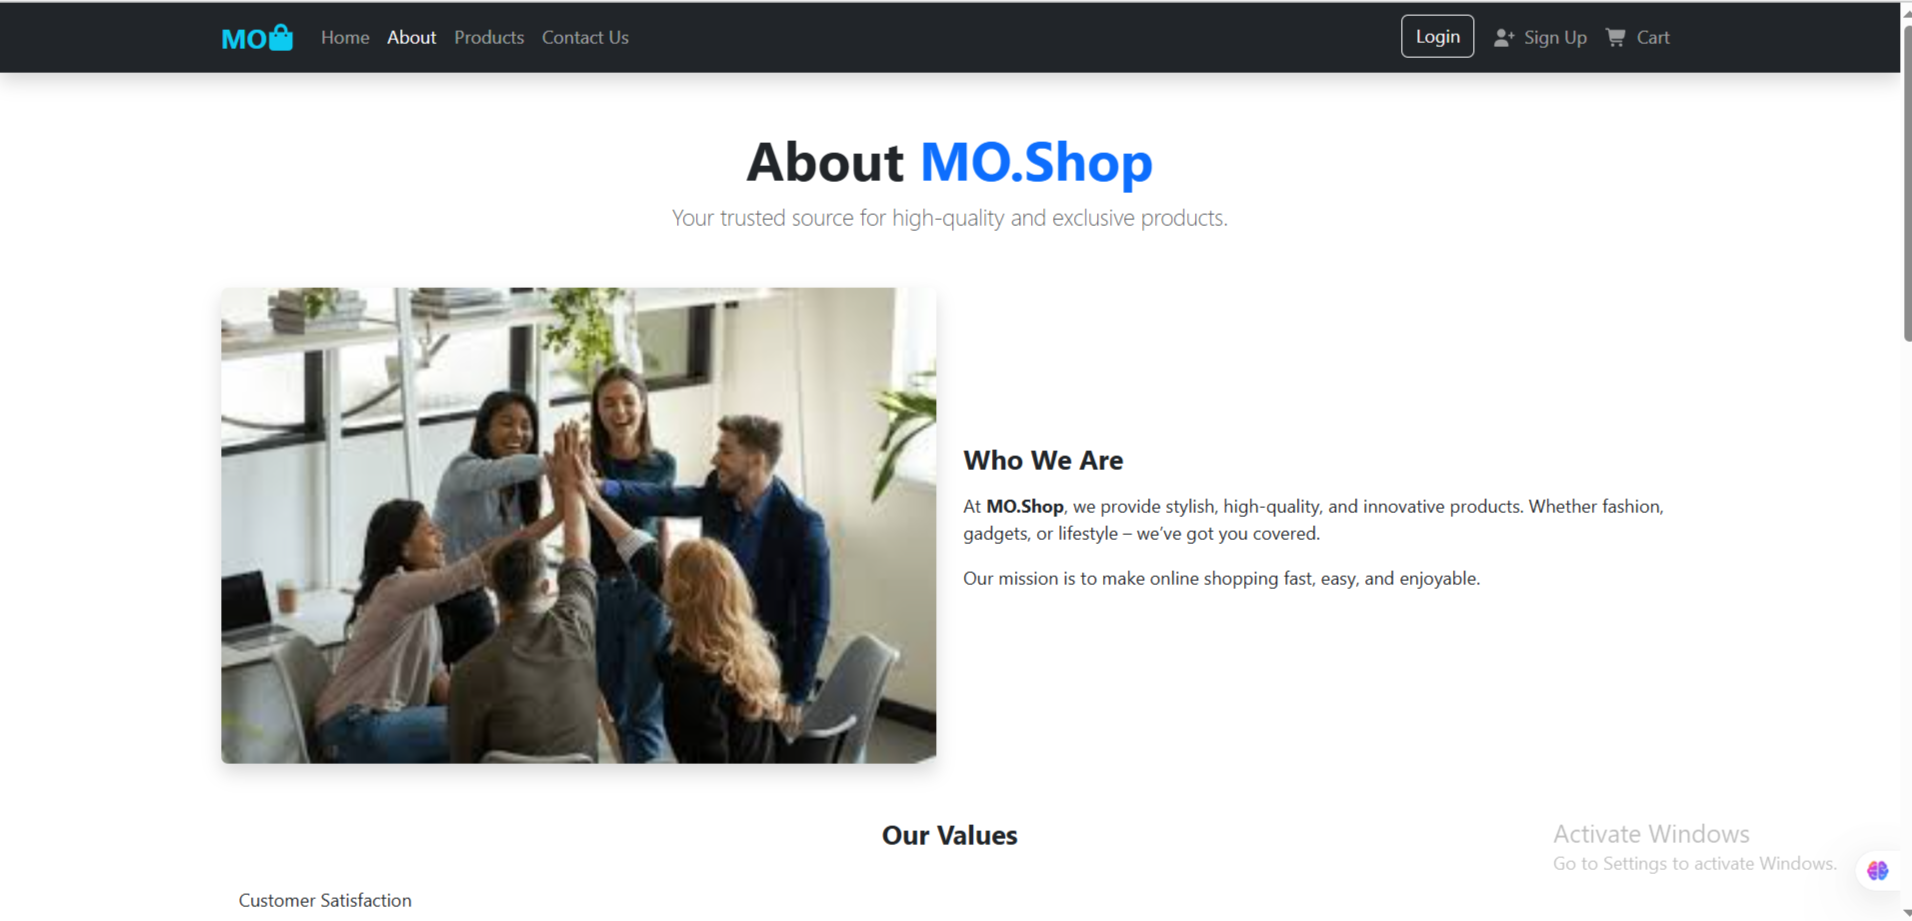 MO
Home
About
Products
Contact Us
Login
Sign Up
Cart
About MO.Shop
Your trusted source for high-quality and exclusive products.
Who We Are
At MO.Shop, we provide stylish, high-quality, and innovative products. Whether fashion,
gadgets, or lifestyle – we’ve got you covered.
Our mission is to make online shopping fast, easy, and enjoyable.
Our Values
Customer Satisfaction
Activate Windows
Go to Settings to activate Windows.